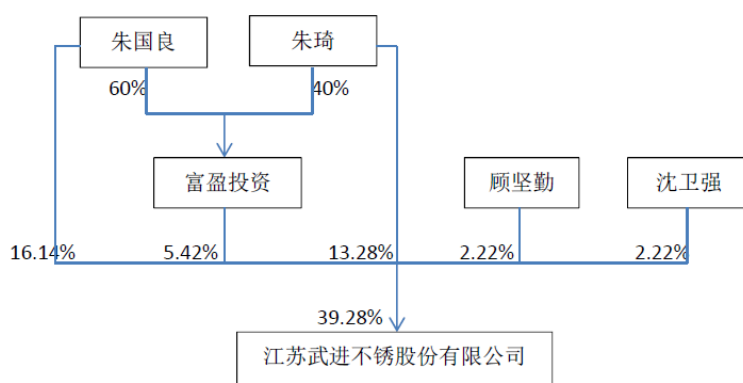 朱国良
朱琦
60%
40%
富盈投资
顾坚勤
沈卫强
16.14%
5.42%
13.28%
2.22%
2.22%
39.28%
江苏武进不锈股份有限公司